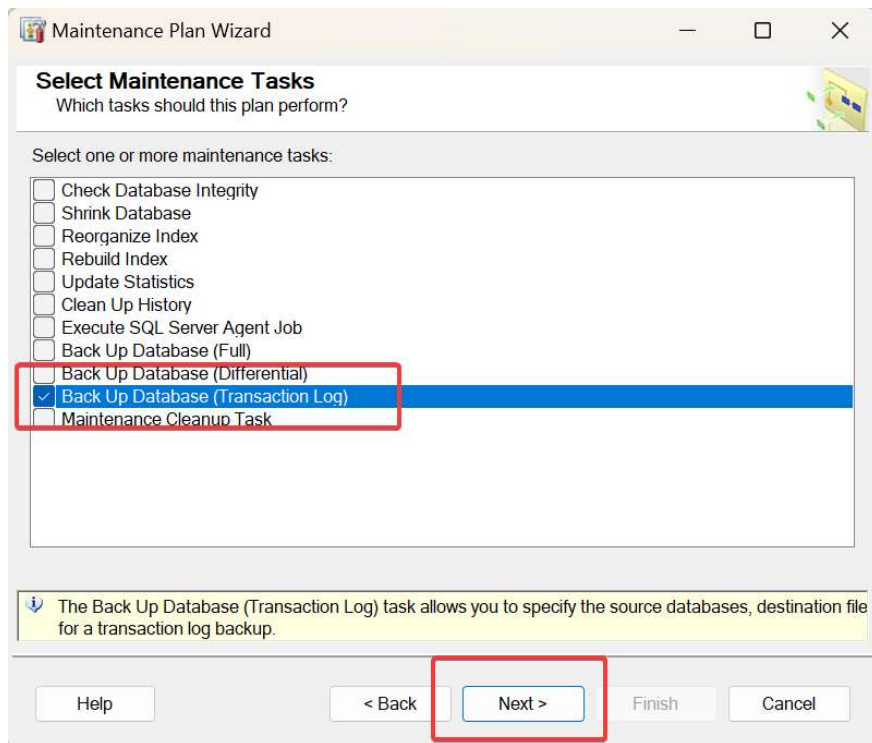 Maintenance Plan Wizard
Select Maintenance Tasks
Which tasks should this plan perform?
Select one or more maintenance tasks:
Check Database Integrity
Shrink Database
Reorganize Index
Rebuild Index
Update Statistics
Clean Up History
Execute SQL Server Agent Job
Back Up Database (Full)
Back Up Database (Differential)
Back Up Database (Transaction Log)
Maintenance Cleanup Task
The Back Up Database (Transaction Log) task allows you to specify the source databases, destination file
for a transaction log backup.
Help
< Back
Next >
Finish
Cancel